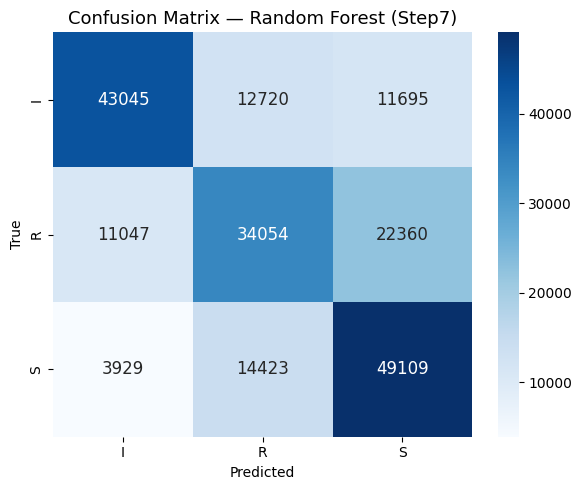 Confusion Matrix — Random Forest (Step7)
True
I
43045 12720 11695
R
11047 34054 22360
S
3929 14423 49109
I R S
Predicted
40000
30000
20000
10000